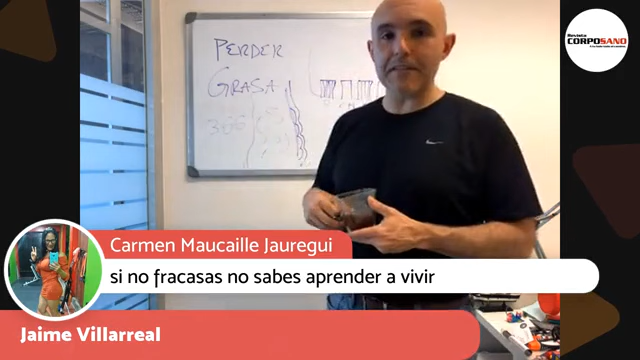 Revista
CORPOSANO
PERDER
GRASA
Carmen Maucaille Jauregui
si no fracasas no sabes aprender a vivir
Jaime Villarreal